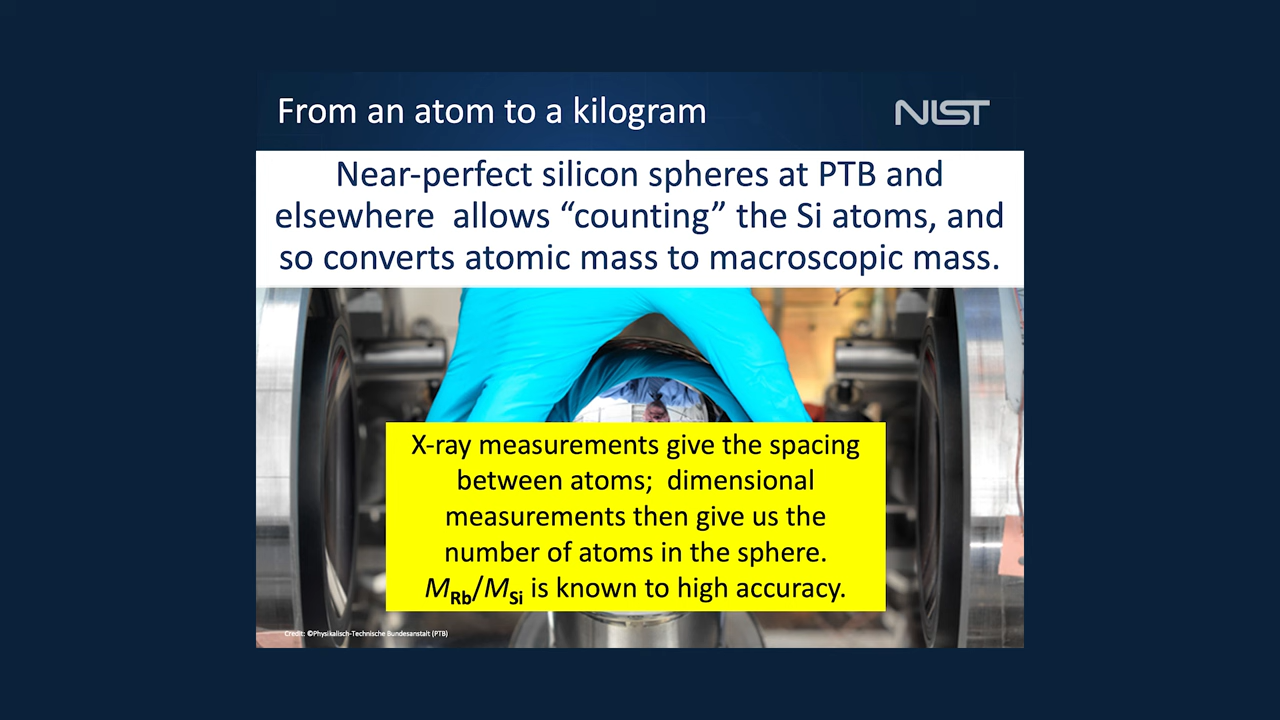 From an atom to a kilogram
NIST
Near-perfect silicon spheres at PTB and
elsewhere  allows “counting” the Si atoms, and
so converts atomic mass to macroscopic mass.
X-ray measurements give the spacing
between atoms;  dimensional
measurements then give us the
number of atoms in the sphere.
MRb/MSi is known to high accuracy.
Credit: ©Physikalisch-Technische Bundesanstalt (PTB)